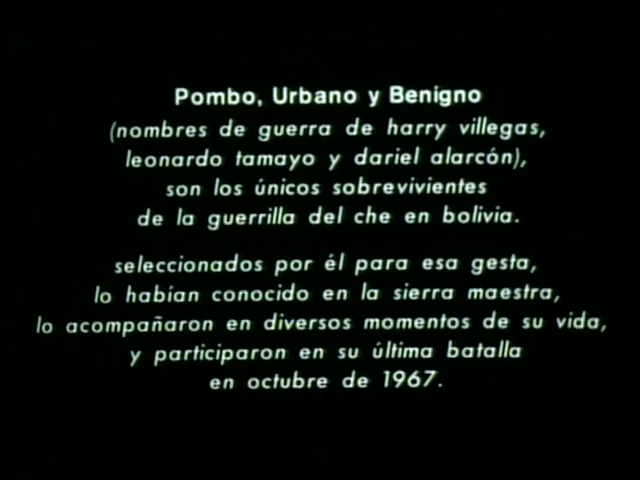 Pombo, Urbano y Benigno
(nombres de guerra de harry villegas,
leonardo tamayo y dariel alarcón),
son los únicos sobrevivientes
de la guerrilla del che en bolivia.
seleccionados por él para esa gesta,
lo habían conocido en la sierra maestra,
lo acompañaron en diversos momentos de su vida,
y participaron en su última batalla
en octubre de 1967.